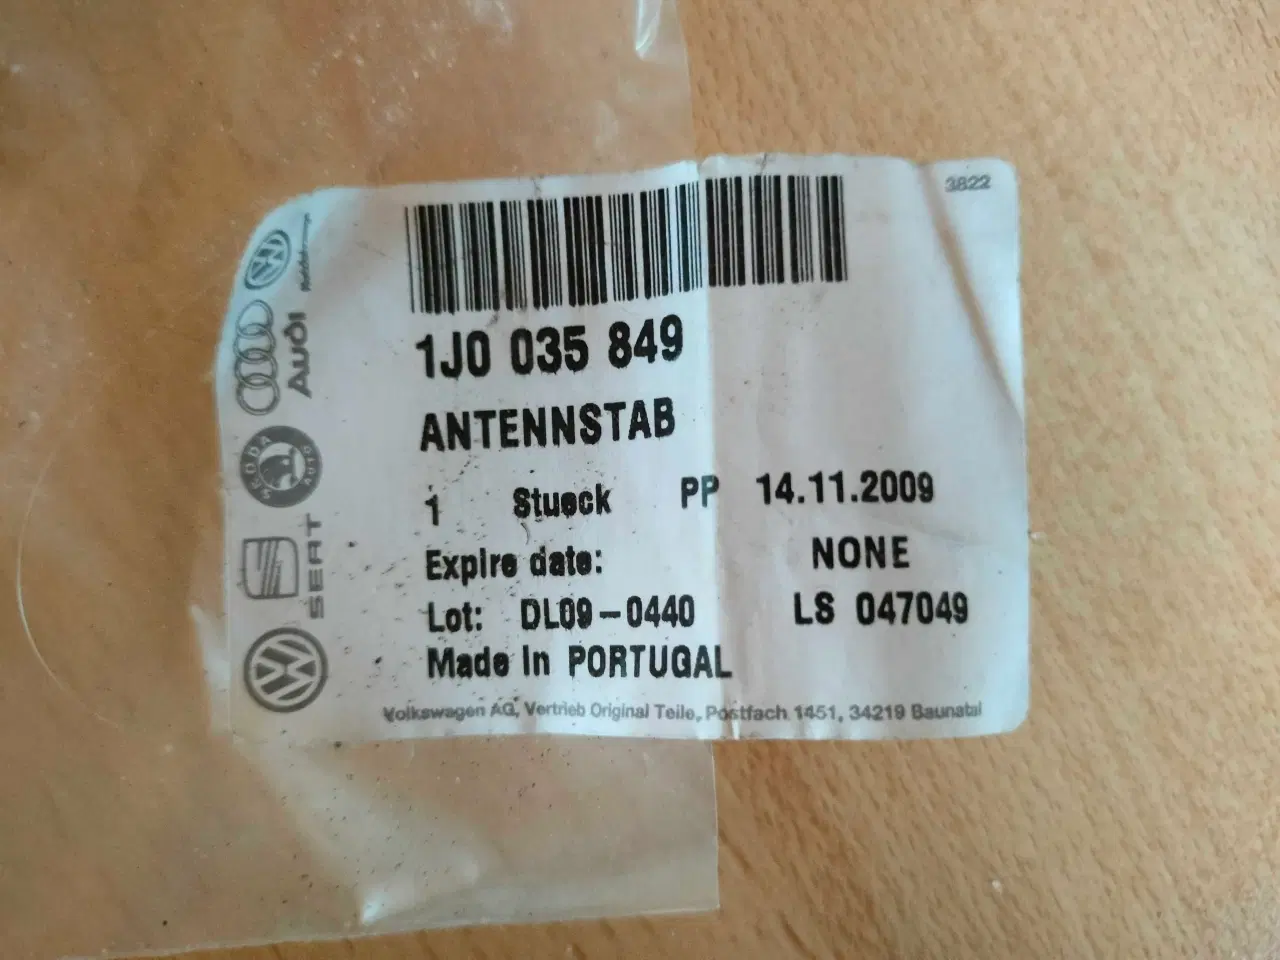 3822
1J0 035 849
ANTENNSTAB
1 Stueck PP 14.11.2009
Expire date: NONE
Lot: DL09-0440 LS 047049
Made in PORTUGAL
Volkswagen AG, Vertrieb Original Teile, Postfach 1451, 34219 Baunatal
Audi
SKODA AUTO
SEAT